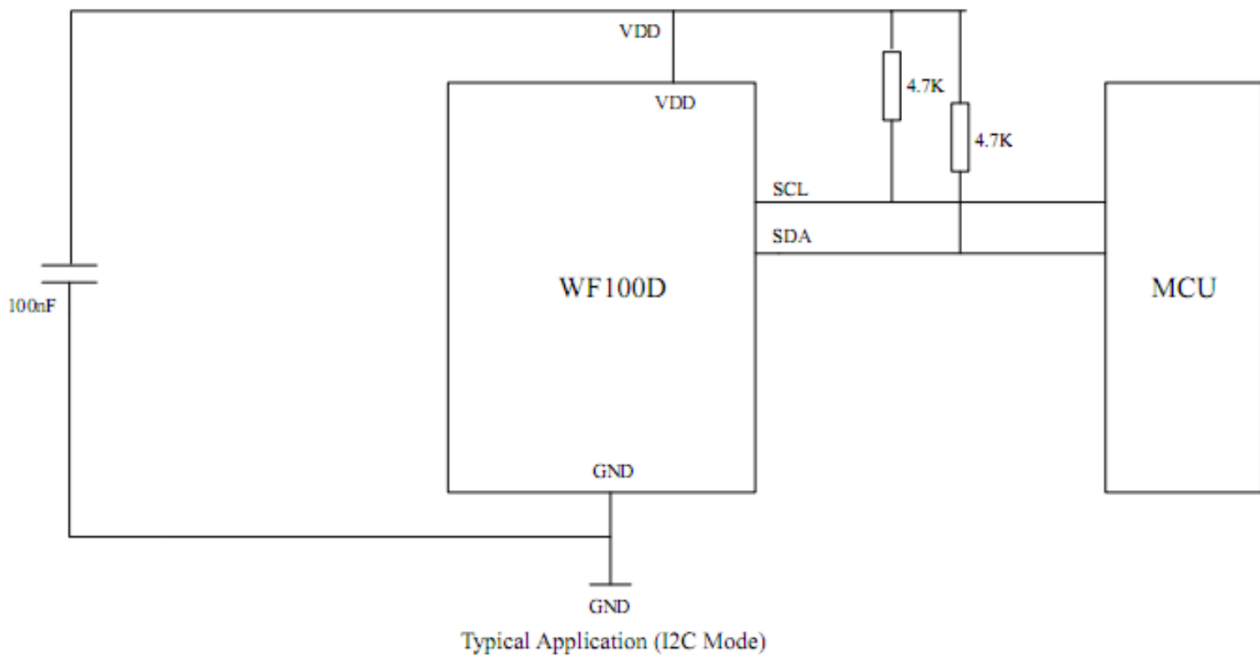 VDD
VDD
4.7K
4.7K
SCL
SDA
WF100D
MCU
100nF
GND
GND
Typical Application (I2C Mode)